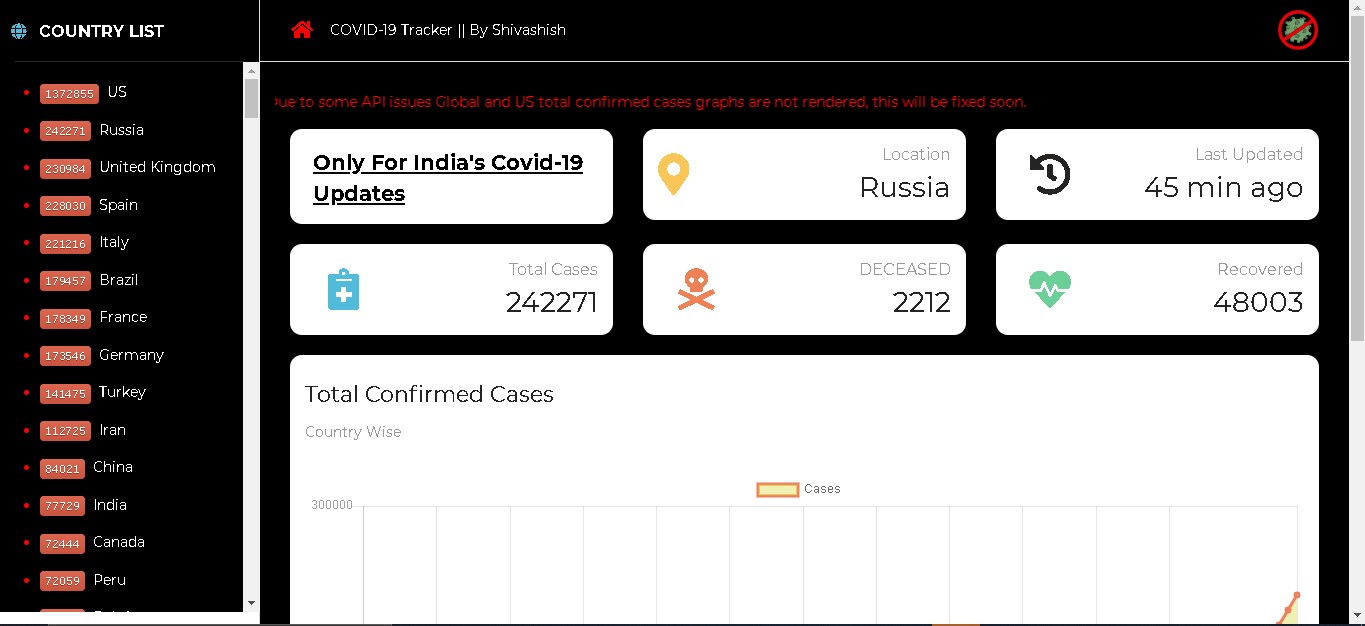 COUNTRY LIST
1372855 US
242271 Russia
230984 United Kingdom
228030 Spain
221216 Italy
179457 Brazil
178349 France
173546 Germany
141475 Turkey
112725 Iran
84021 China
77729 India
72444 Canada
72059 Peru
COVID-19 Tracker || By Shivashish
to some API issues Global and US total confirmed cases graphs are not rendered, this will be fixed soon.
Only For India's Covid-19
Updates
Location
Russia
Last Updated
45 min ago
Total Cases
242271
DECEASED
2212
Recovered
48003
Total Confirmed Cases
Country Wise
Cases
300000